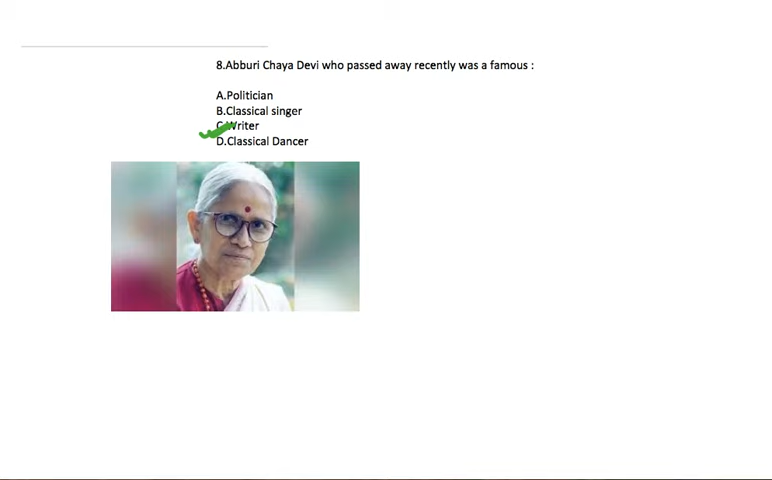 8.Abburi Chaya Devi who passed away recently was a famous :
A.Politician
B.Classical singer
C.Writer
D.Classical Dancer